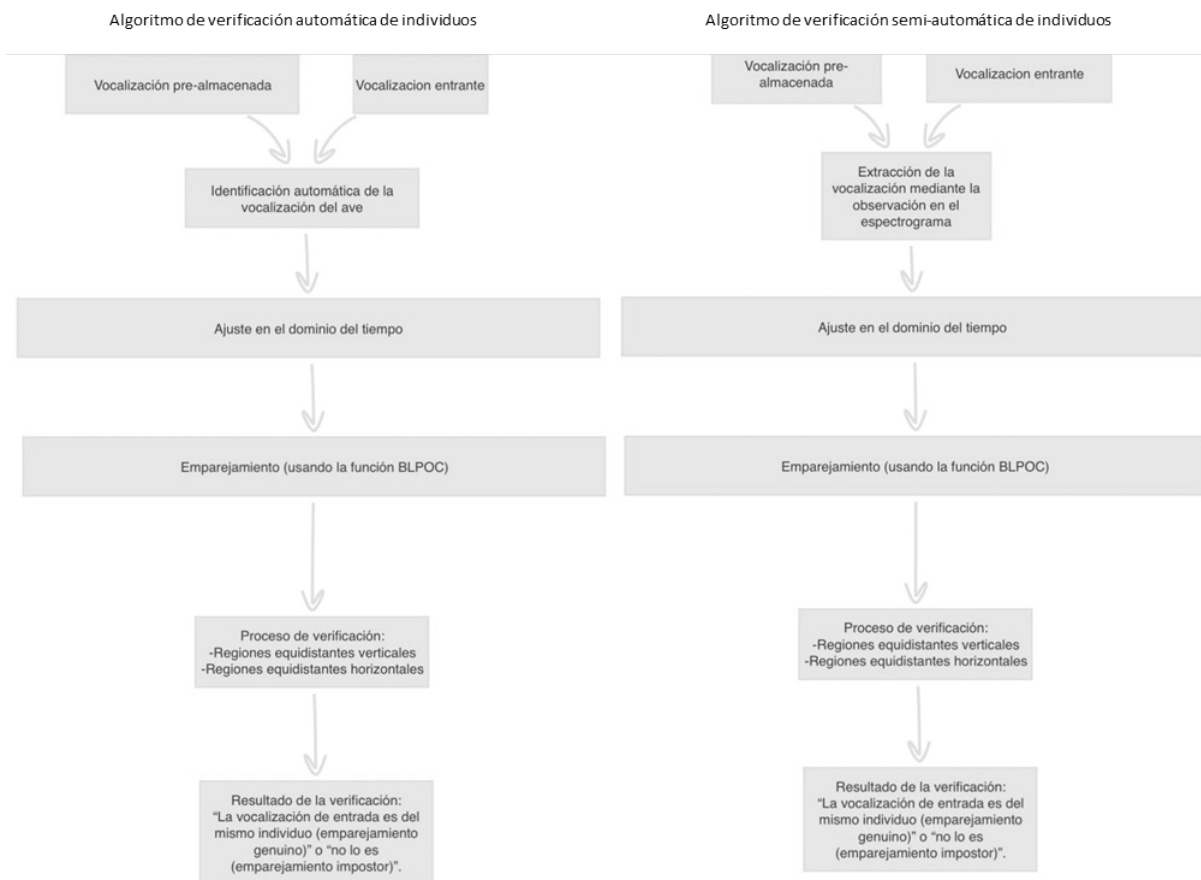 Algoritmo de verificación automática de individuos
Vocalización pre-almacenada
Vocalizacion entrante
Identificación automática de la
vocalización del ave
Ajuste en el dominio del tiempo
Emparejamiento (usando la función BLPOC)
Proceso de verificación:
-Regiones equidistantes verticales
-Regiones equidistantes horizontales
Resultado de la verificación:
“La vocalización de entrada es del
mismo individuo (emparejamiento
genuino)” o “no lo es
(emparejamiento impostor)”.
Algoritmo de verificación semi-automática de individuos
Vocalización pre-
almacenada
Vocalizacion entrante
Extracción de la
vocalización mediante la
observación en el
espectrograma
Ajuste en el dominio del tiempo
Emparejamiento (usando la función BLPOC)
Proceso de verificación:
-Regiones equidistantes verticales
-Regiones equidistantes horizontales
Resultado de la verificación:
“La vocalización de entrada es del
mismo individuo (emparejamiento
genuino)” o “no lo es
(emparejamiento impostor)”.